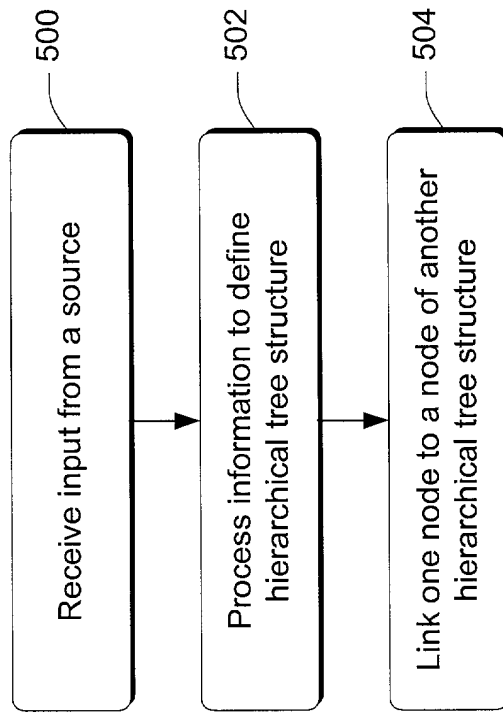 Receive input from a source
500
Process information to define
hierarchical tree structure
502
Link one node to a node of another
hierarchical tree structure
504